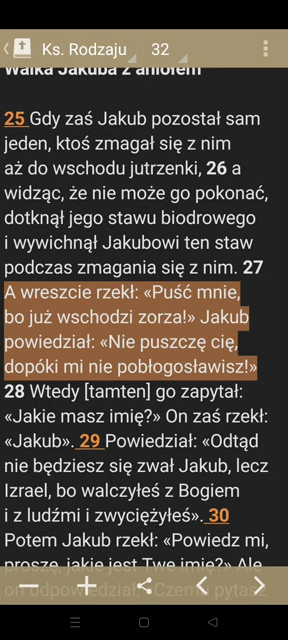 Ks. Rodzaju 32
Walka Jakuba z aniołem
25 Gdy zaś Jakub pozostał sam
jeden, ktoś zmagał się z nim
aż do wschodu jutrzenki, 26 a
widząc, że nie może go pokonać,
dotknął jego stawu biodrowego
i wywichnął Jakubowi ten staw
podczas zmagania się z nim. 27
A wreszcie rzekł: «Puść mnie,
bo już wschodzi zorza!» Jakub
powiedział: «Nie puszczę cię,
dopóki mi nie pobłogosławisz!»
28 Wtedy [tamten] go zapytał:
«Jakie masz imię?» On zaś rzekł:
«Jakub». 29 Powiedział: «Odtąd
nie będziesz się zwał Jakub, lecz
Izrael, bo walczyłeś z Bogiem
i z ludźmi i zwyciężyłeś». 30
Potem Jakub rzekł: «Powiedz mi,
proszę, jakie jest Twe imię?» Ale
on odpowiedział: «Czemu pytasz